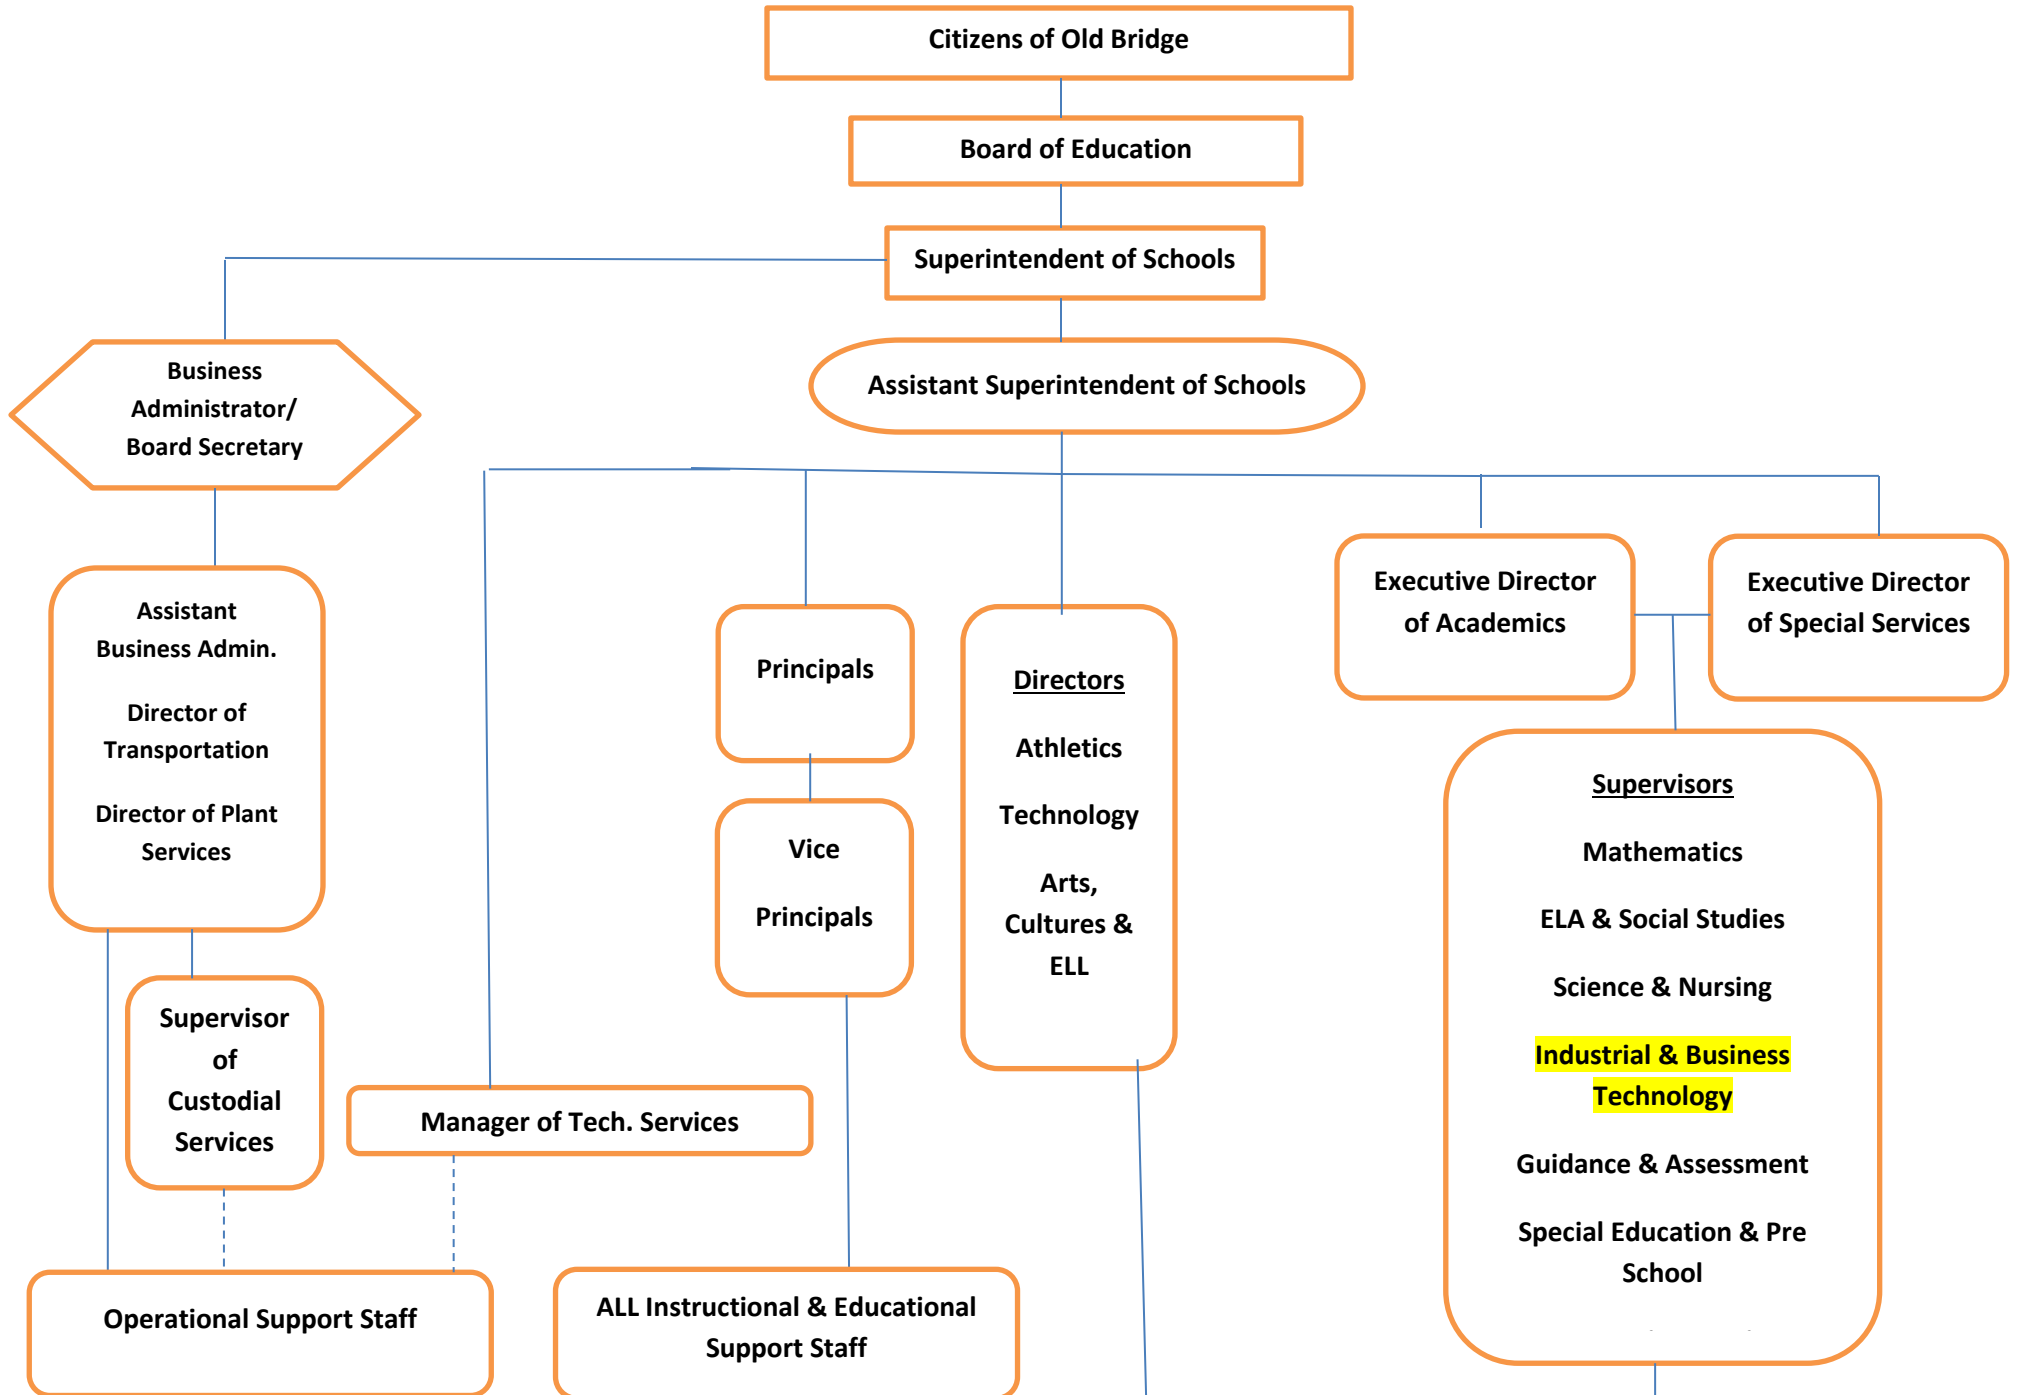 Citizens of Old Bridge
Board of Education
Superintendent of Schools
Business
Administrator/
Board Secretary
Assistant Superintendent of Schools
Assistant
Business Admin.
Director of
Transportation
Director of Plant
Services
Principals
Vice
Principals
Directors
Athletics
Technology
Arts,
Cultures &
ELL
Executive Director
of Academics
Executive Director
of Special Services
Supervisors
Mathematics
ELA & Social Studies
Science & Nursing
Industrial & Business
Technology
Guidance & Assessment
Special Education & Pre
School
Supervisor
of
Custodial
Services
Manager of Tech. Services
Operational Support Staff
ALL Instructional & Educational
Support Staff